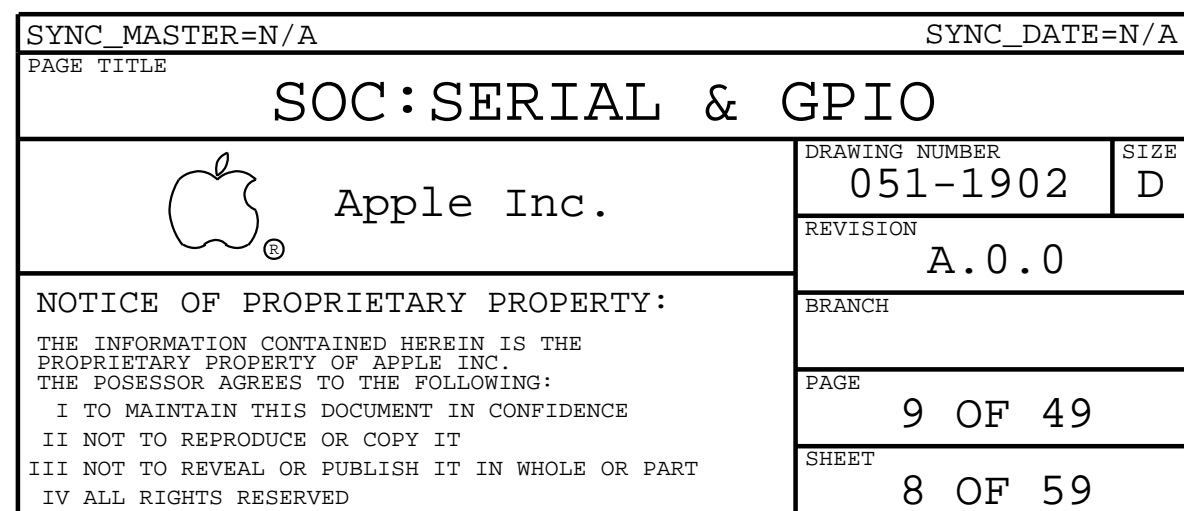 SYNC_MASTER=N/A SYNC_DATE=N/A
PAGE TITLE
SOC:SERIAL & GPIO
Apple Inc.
®
DRAWING NUMBER
051-1902
SIZE
D
REVISION
A.0.0
BRANCH
NOTICE OF PROPRIETARY PROPERTY:
THE INFORMATION CONTAINED HEREIN IS THE
PROPRIETARY PROPERTY OF APPLE INC.
THE POSESSOR AGREES TO THE FOLLOWING:
I TO MAINTAIN THIS DOCUMENT IN CONFIDENCE
II NOT TO REPRODUCE OR COPY IT
III NOT TO REVEAL OR PUBLISH IT IN WHOLE OR PART
IV ALL RIGHTS RESERVED
PAGE
9 OF 49
SHEET
8 OF 59